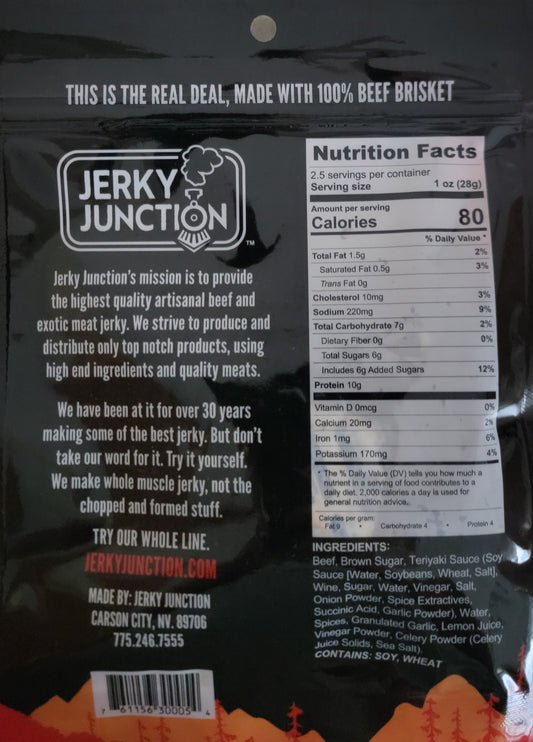 THIS IS THE REAL DEAL, MADE WITH 100% BEEF BRISKET
JERKY
JUNCTION
TM
Jerky Junction's mission is to provide
the highest quality artisanal beef and
exotic meat jerky. We strive to produce and
distribute only top notch products, using
high end ingredients and quality meats.
We have been at it for over 30 years
making some of the best jerky. But don't
take our word for it. Try it yourself.
We make whole muscle jerky, not the
chopped and formed stuff.
TRY OUR WHOLE LINE.
JERKYJUNCTION.COM
MADE BY: JERKY JUNCTION
CARSON CITY, NV. 89706
775.246.7555
7 61156 30005 4
Nutrition Facts
2.5 servings per container
Serving size 1 oz (28g)
Amount per serving
Calories 80
% Daily Value *
Total Fat 1.5g 2%
Saturated Fat 0.5g 3%
Trans Fat 0g
Cholesterol 10mg 3%
Sodium 220mg 9%
Total Carbohydrate 7g 2%
Dietary Fiber 0g 0%
Total Sugars 6g
Includes 6g Added Sugars 12%
Protein 10g
Vitamin D 0mcg 0%
Calcium 20mg 2%
Iron 1mg 6%
Potassium 170mg 4%
* The % Daily Value (DV) tells you how much a
nutrient in a serving of food contributes to a
daily diet. 2,000 calories a day is used for
general nutrition advice.
Calories per gram:
Fat 9 • Carbohydrate 4 • Protein 4
INGREDIENTS:
Beef, Brown Sugar, Teriyaki Sauce (Soy
Sauce [Water, Soybeans, Wheat, Salt],
Wine, Sugar, Water, Vinegar, Salt,
Onion Powder, Spice Extractives,
Succinic Acid, Garlic Powder), Water,
Spices, Granulated Garlic, Lemon Juice,
Vinegar Powder, Celery Powder (Celery
Juice Solids, Sea Salt).
CONTAINS: SOY, WHEAT